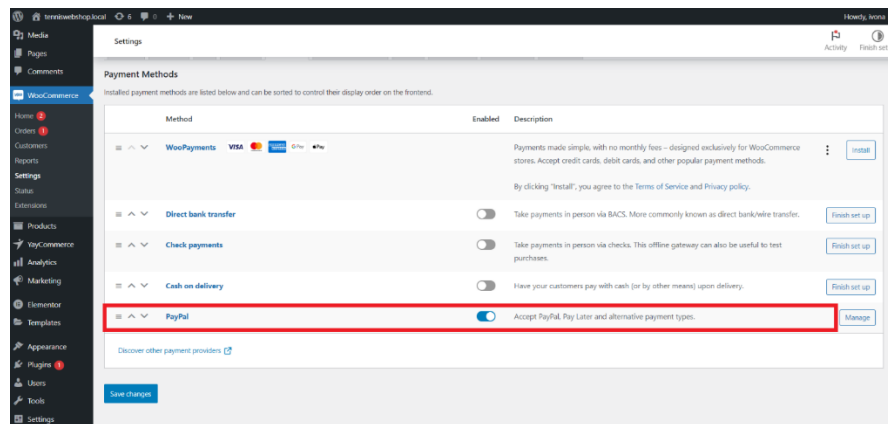 tenniswebshop.local 6 0 + New Howdy, ivona
Media
Pages
Comments
WooCommerce
Home 2
Orders 1
Customers
Reports
Settings
Status
Extensions
Products
YayCommerce
Analytics
Marketing
Elementor
Templates
Appearance
Plugins 1
Users
Tools
Settings
Settings
Activity Finish set
Payment Methods
Installed payment methods are listed below and can be sorted to control their display order on the frontend.
Method Enabled Description
WooPayments VISA G Pay Pay Payments made simple, with no monthly fees – designed exclusively for WooCommerce Install
stores. Accept credit cards, debit cards, and other popular payment methods.
By clicking "Install", you agree to the Terms of Service and Privacy policy.
Direct bank transfer Take payments in person via BACS. More commonly known as direct bank/wire transfer. Finish set up
Check payments Take payments in person via checks. This offline gateway can also be useful to test Finish set up
purchases.
Cash on delivery Have your customers pay with cash (or by other means) upon delivery. Finish set up
PayPal Accept PayPal, Pay Later and alternative payment types. Manage
Discover other payment providers
Save changes